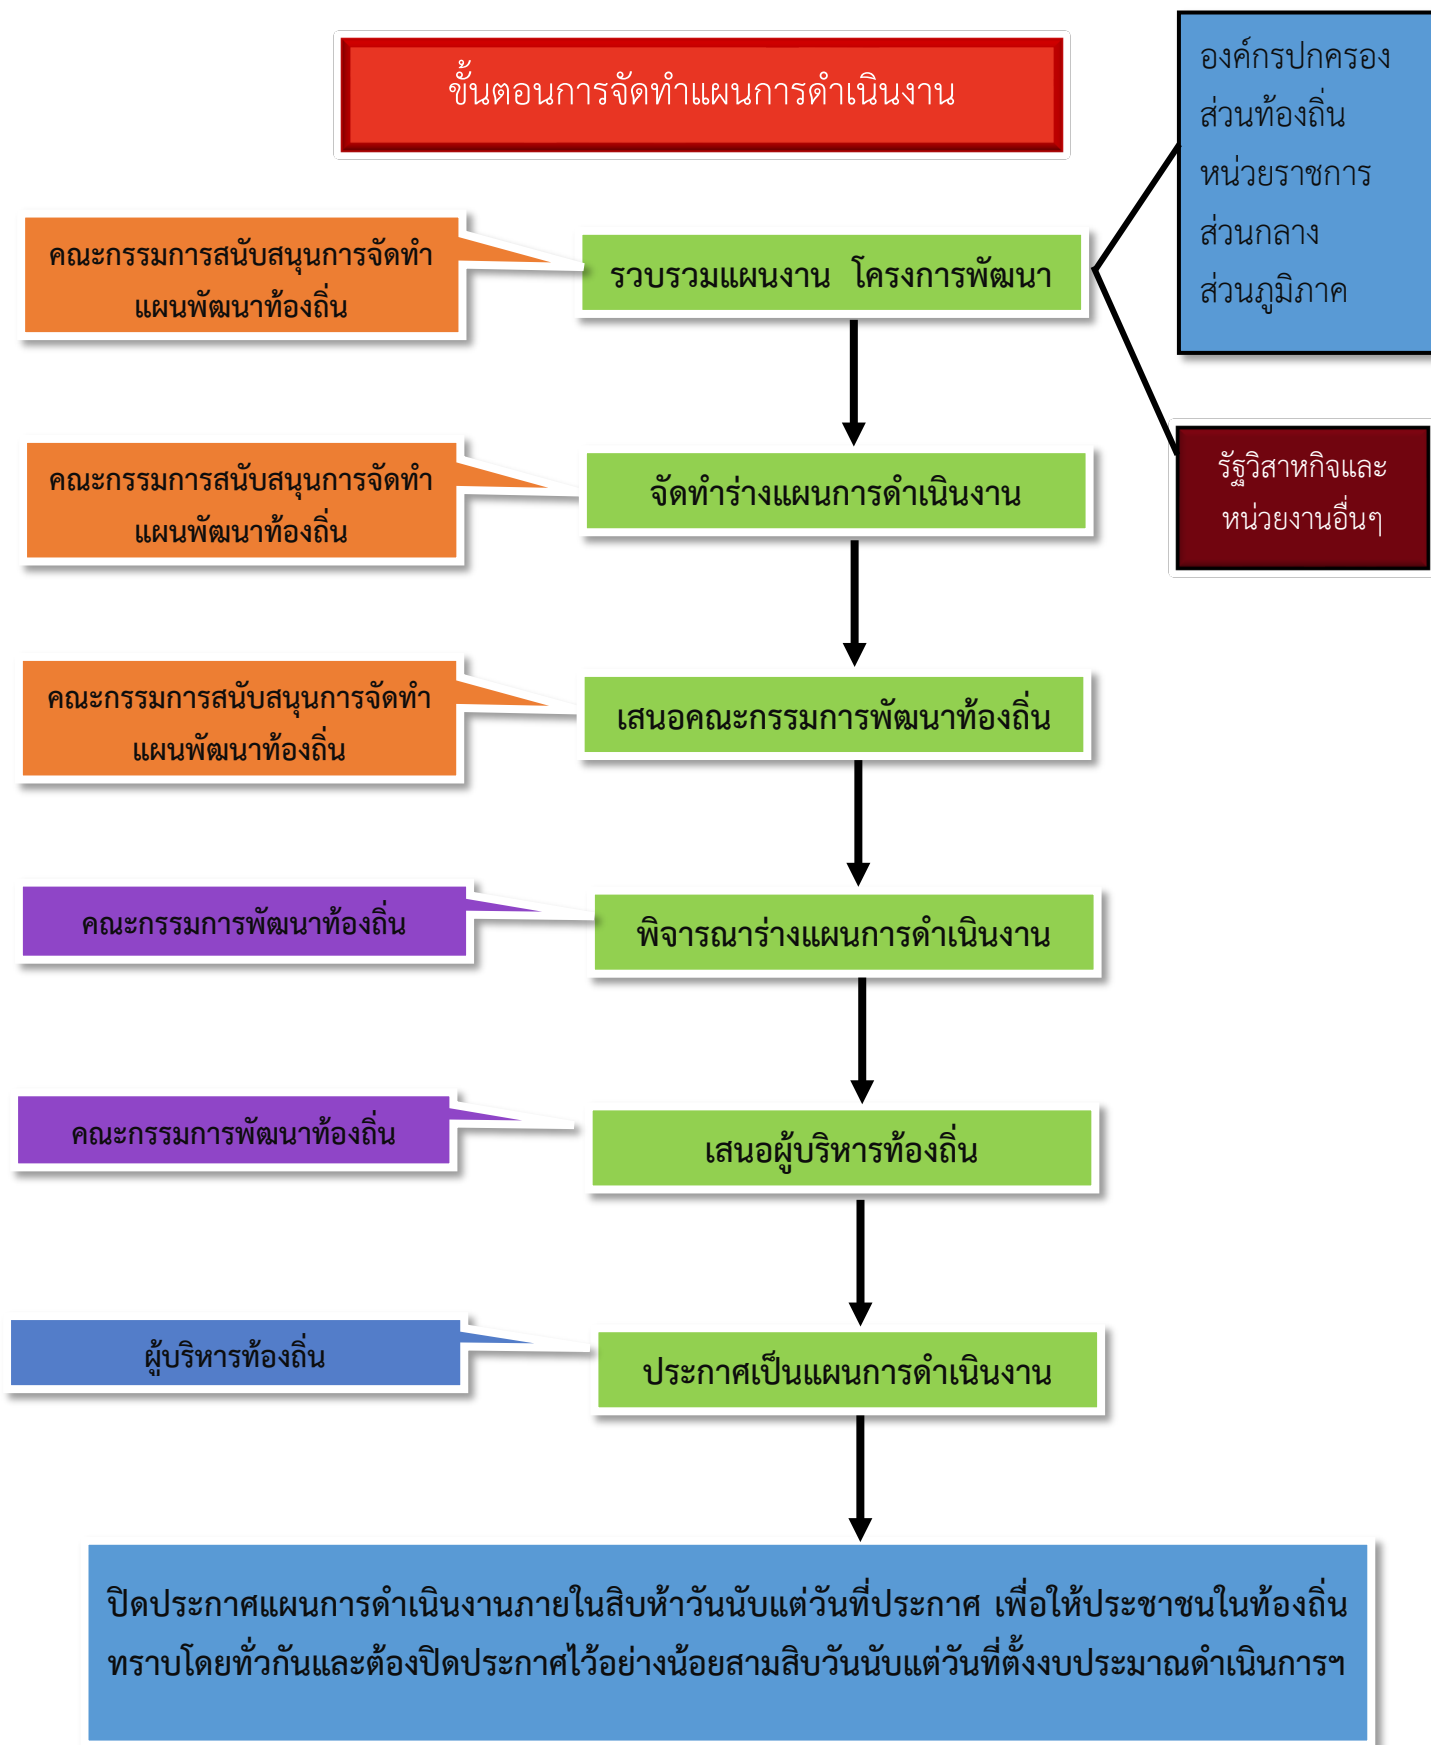 ขั้นตอนการจัดทำแผนการดำเนินงาน
องค์กรปกครอง
ส่วนท้องถิ่น
หน่วยราชการ
ส่วนกลาง
ส่วนภูมิภาค
คณะกรรมการสนับสนุนการจัดทำ
แผนพัฒนาท้องถิ่น
รวบรวมแผนงาน โครงการพัฒนา
รัฐวิสาหกิจและ
หน่วยงานอื่นๆ
คณะกรรมการสนับสนุนการจัดทำ
แผนพัฒนาท้องถิ่น
จัดทำร่างแผนการดำเนินงาน
คณะกรรมการสนับสนุนการจัดทำ
แผนพัฒนาท้องถิ่น
เสนอคณะกรรมการพัฒนาท้องถิ่น
คณะกรรมการพัฒนาท้องถิ่น
พิจารณาร่างแผนการดำเนินงาน
คณะกรรมการพัฒนาท้องถิ่น
เสนอผู้บริหารท้องถิ่น
ผู้บริหารท้องถิ่น
ประกาศเป็นแผนการดำเนินงาน
ปิดประกาศแผนการดำเนินงานภายในสิบห้าวันนับแต่วันที่ประกาศ เพื่อให้ประชาชนในท้องถิ่น
ทราบโดยทั่วกันและต้องปิดประกาศไว้อย่างน้อยสามสิบวันนับแต่วันที่ตั้งงบประมาณดำเนินการฯ